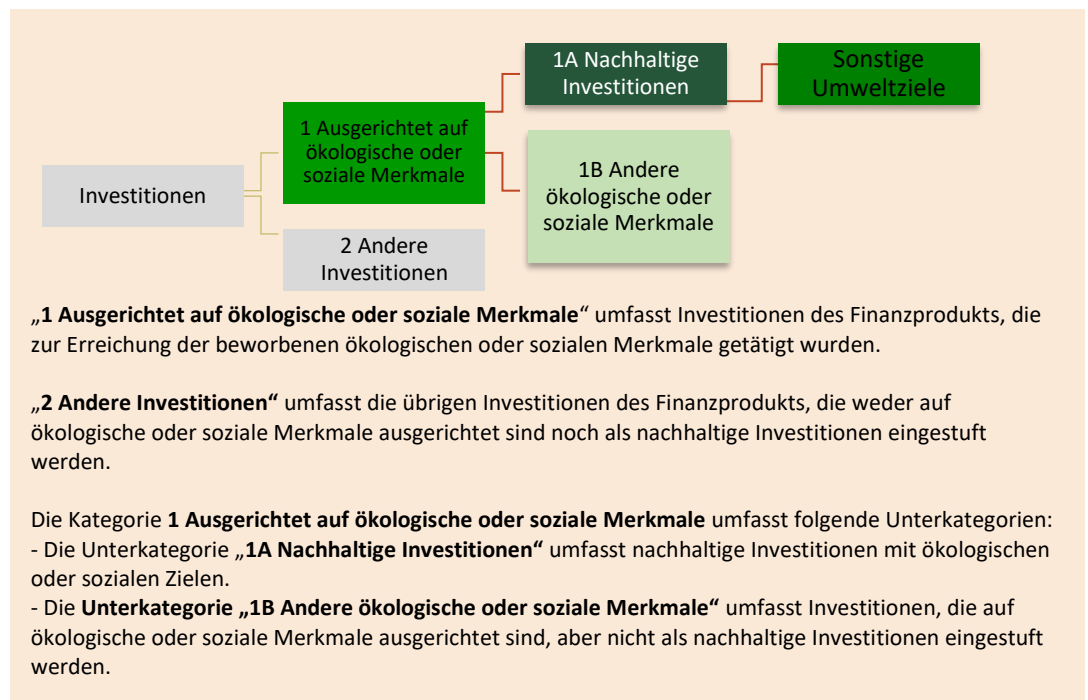 1A Nachhaltige
Investitionen
Sonstige
Umweltziele
1 Ausgerichtet auf
ökologische oder
soziale Merkmale
1B Andere
ökologische oder
soziale Merkmale
Investitionen
2 Andere
Investitionen
„1 Ausgerichtet auf ökologische oder soziale Merkmale“ umfasst Investitionen des Finanzprodukts, die
zur Erreichung der beworbenen ökologischen oder sozialen Merkmale getätigt wurden.
„2 Andere Investitionen“ umfasst die übrigen Investitionen des Finanzprodukts, die weder auf
ökologische oder soziale Merkmale ausgerichtet sind noch als nachhaltige Investitionen eingestuft
werden.
Die Kategorie 1 Ausgerichtet auf ökologische oder soziale Merkmale umfasst folgende Unterkategorien:
- Die Unterkategorie „1A Nachhaltige Investitionen“ umfasst nachhaltige Investitionen mit ökologischen
oder sozialen Zielen.
- Die Unterkategorie „1B Andere ökologische oder soziale Merkmale“ umfasst Investitionen, die auf
ökologische oder soziale Merkmale ausgerichtet sind, aber nicht als nachhaltige Investitionen eingestuft
werden.